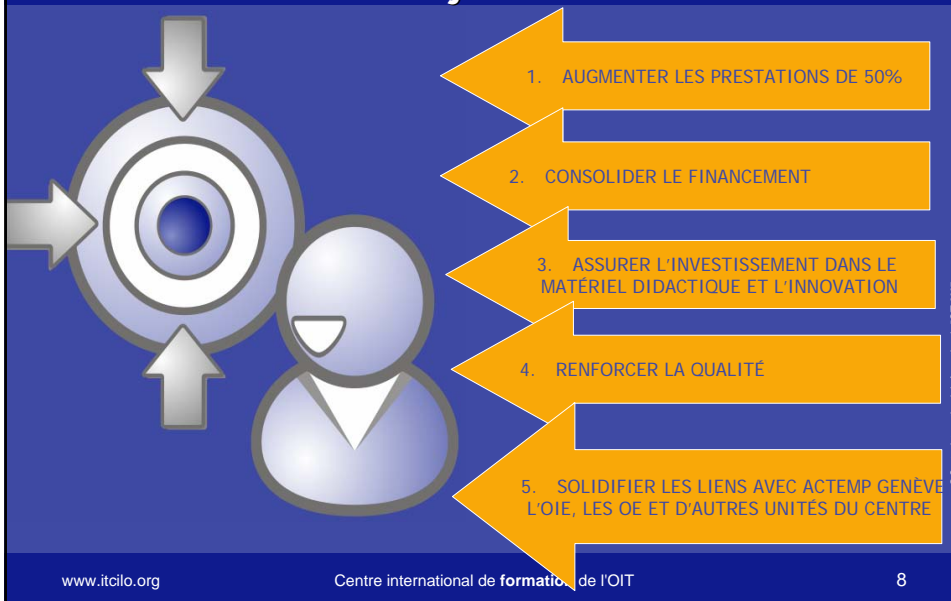 1. AUGMENTER LES PRESTATIONS DE 50%
2. CONSOLIDER LE FINANCEMENT
3. ASSURER L'INVESTISSEMENT DANS LE
MATÉRIEL DIDACTIQUE ET L'INNOVATION
4. RENFORCER LA QUALITÉ
5. SOLIDIFIER LES LIENS AVEC ACTEMP GENÈVE
L'OIE, LES OE ET D'AUTRES UNITÉS DU CENTRE
www.itcilo.org
Centre international de formation de l'OIT
8